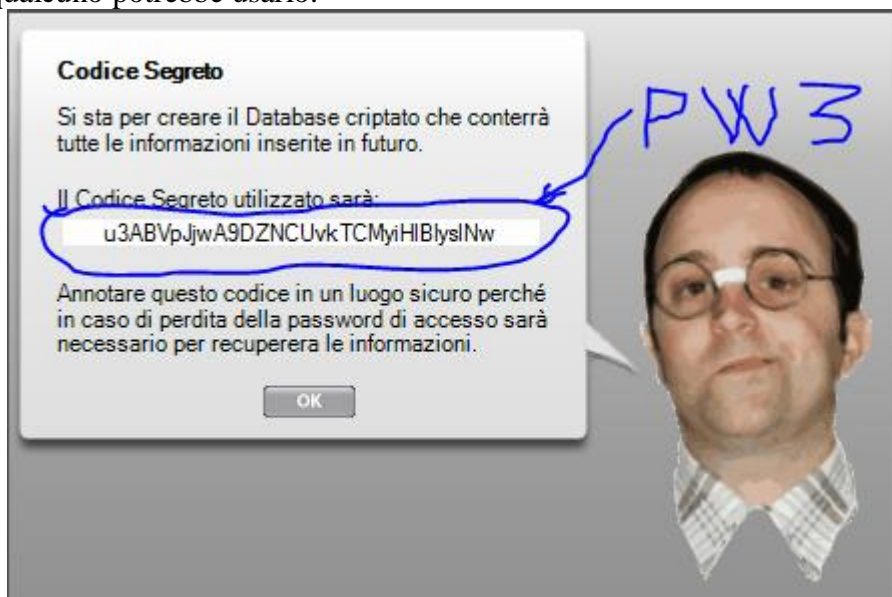 qualcuno potrebbe usarlo.
Codice Segreto
Si sta per creare il Database criptato che conterrà
tutte le informazioni inserite in futuro.
PW3
Il Codice Segreto utilizzato sarà:
u3ABVpJjwA9DZNCUvkTCMyiHIBlysINw
Annotare questo codice in un luogo sicuro perché
in caso di perdita della password di accesso sarà
necessario per recuperera le informazioni.
OK